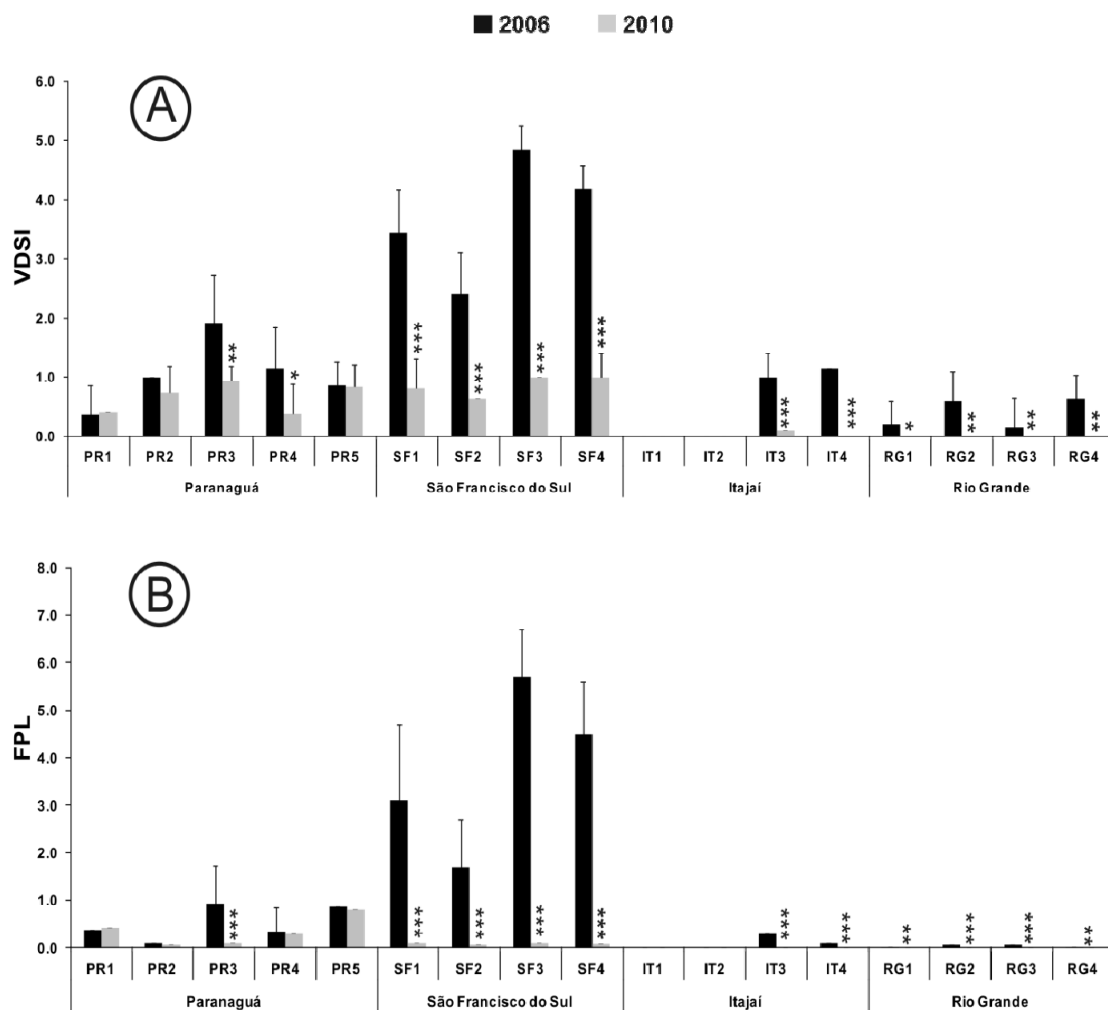 2006 2010
A
VDSI
6.0
5.0
4.0
3.0
2.0
1.0
0.0
*** *** *** *** ** * *** *** * ** ** **
PR1 PR2 PR3 PR4 PR5 SF1 SF2 SF3 SF4 IT1 IT2 IT3 IT4 RG1 RG2 RG3 RG4
Paranaguá São Francisco do Sul Itajaí Rio Grande
B
FPL
8.0
7.0
6.0
5.0
4.0
3.0
2.0
1.0
0.0
*** *** *** *** *** *** *** ** *** *** **
PR1 PR2 PR3 PR4 PR5 SF1 SF2 SF3 SF4 IT1 IT2 IT3 IT4 RG1 RG2 RG3 RG4
Paranaguá São Francisco do Sul Itajaí Rio Grande